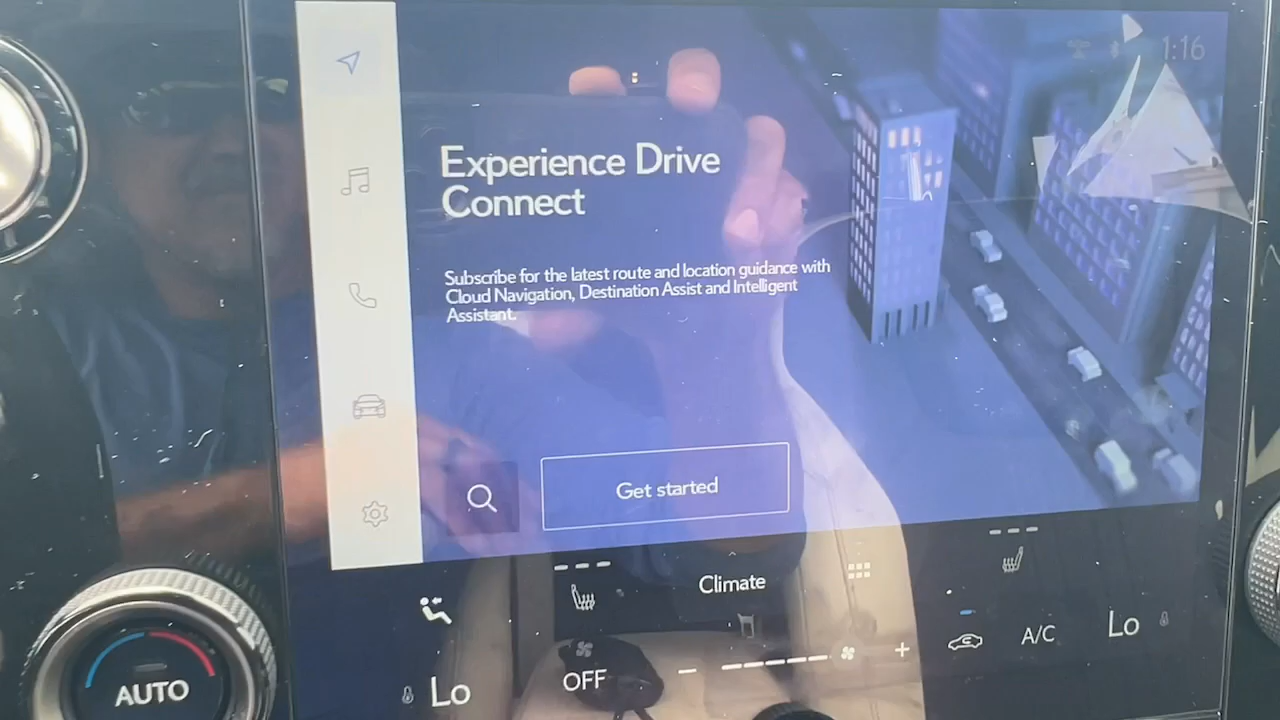 1:16
Experience Drive
Connect
Subscribe for the latest route and location guidance with
Cloud Navigation, Destination Assist and Intelligent
Assistant.
Get started
Climate
A/C
Lo
OFF
Lo
AUTO